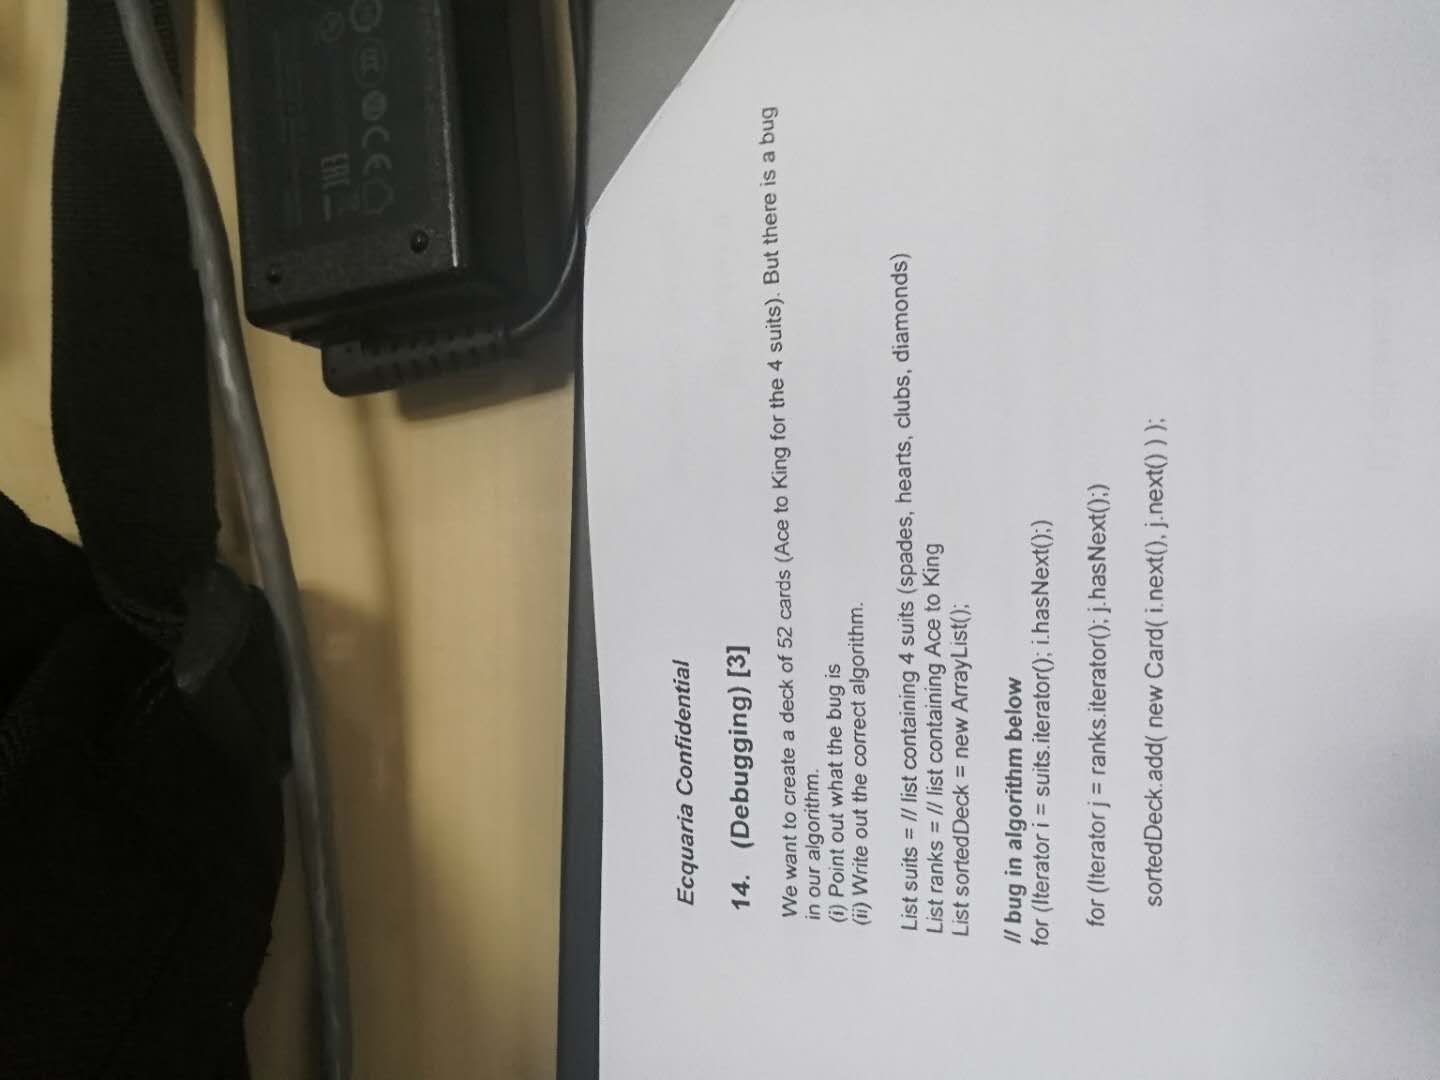 Ecquaria Confidential
14. (Debugging) [3]
We want to create a deck of 52 cards (Ace to King for the 4 suits). But there is a bug
in our algorithm.
(i) Point out what the bug is
(ii) Write out the correct algorithm.
List suits = // list containing 4 suits (spades, hearts, clubs, diamonds)
List ranks = // list containing Ace to King
List sortedDeck = new ArrayList();
// bug in algorithm below
for (Iterator i = suits.iterator(); i.hasNext();)
for (Iterator j = ranks.iterator(); j.hasNext();)
sortedDeck.add( new Card( i.next(), j.next() ) );
EAC
CE